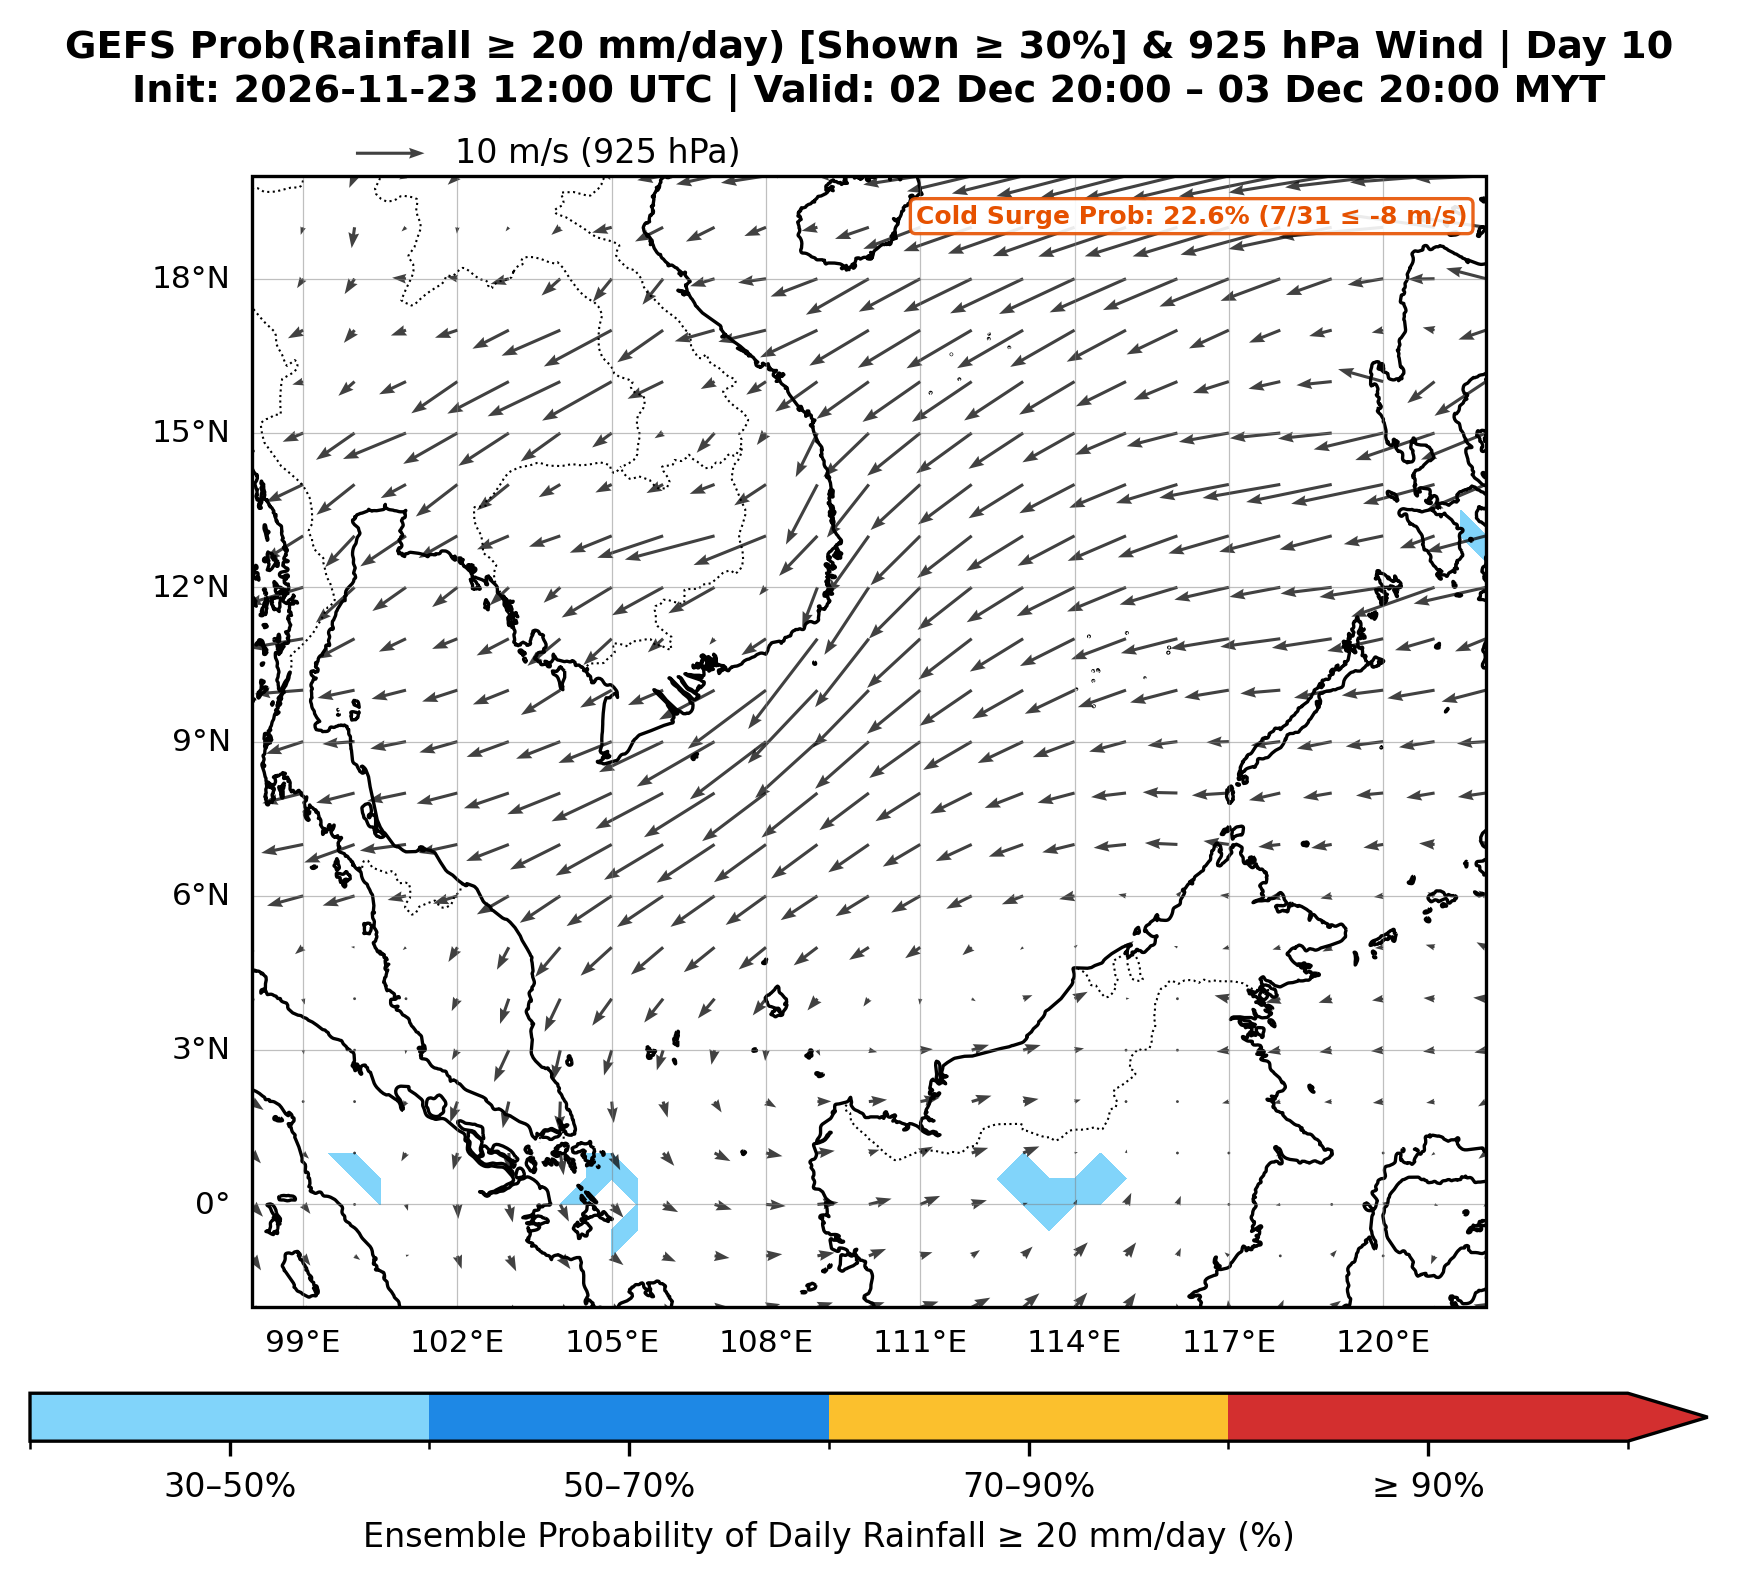 GEFS Prob(Rainfall ≥ 20 mm/day) [Shown ≥ 30%] & 925 hPa Wind | Day 10
Init: 2026-11-23 12:00 UTC | Valid: 02 Dec 20:00 – 03 Dec 20:00 MYT
10 m/s (925 hPa)
Cold Surge Prob: 22.6% (7/31 ≤ -8 m/s)
18°N
15°N
12°N
9°N
6°N
3°N
0°
99°E 102°E 105°E 108°E 111°E 114°E 117°E 120°E
30–50% 50–70% 70–90% ≥ 90%
Ensemble Probability of Daily Rainfall ≥ 20 mm/day (%)